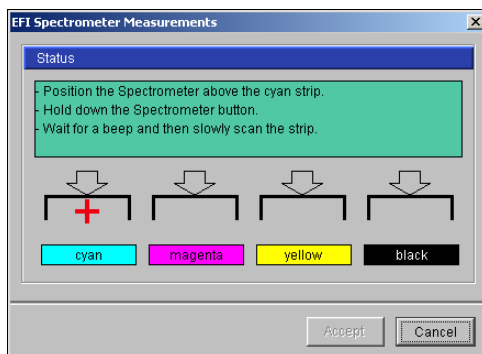 EFI Spectrometer Measurements
Status
- Position the Spectrometer above the cyan strip.
- Hold down the Spectrometer button.
- Wait for a beep and then slowly scan the strip.
cyan magenta yellow black
Accept Cancel